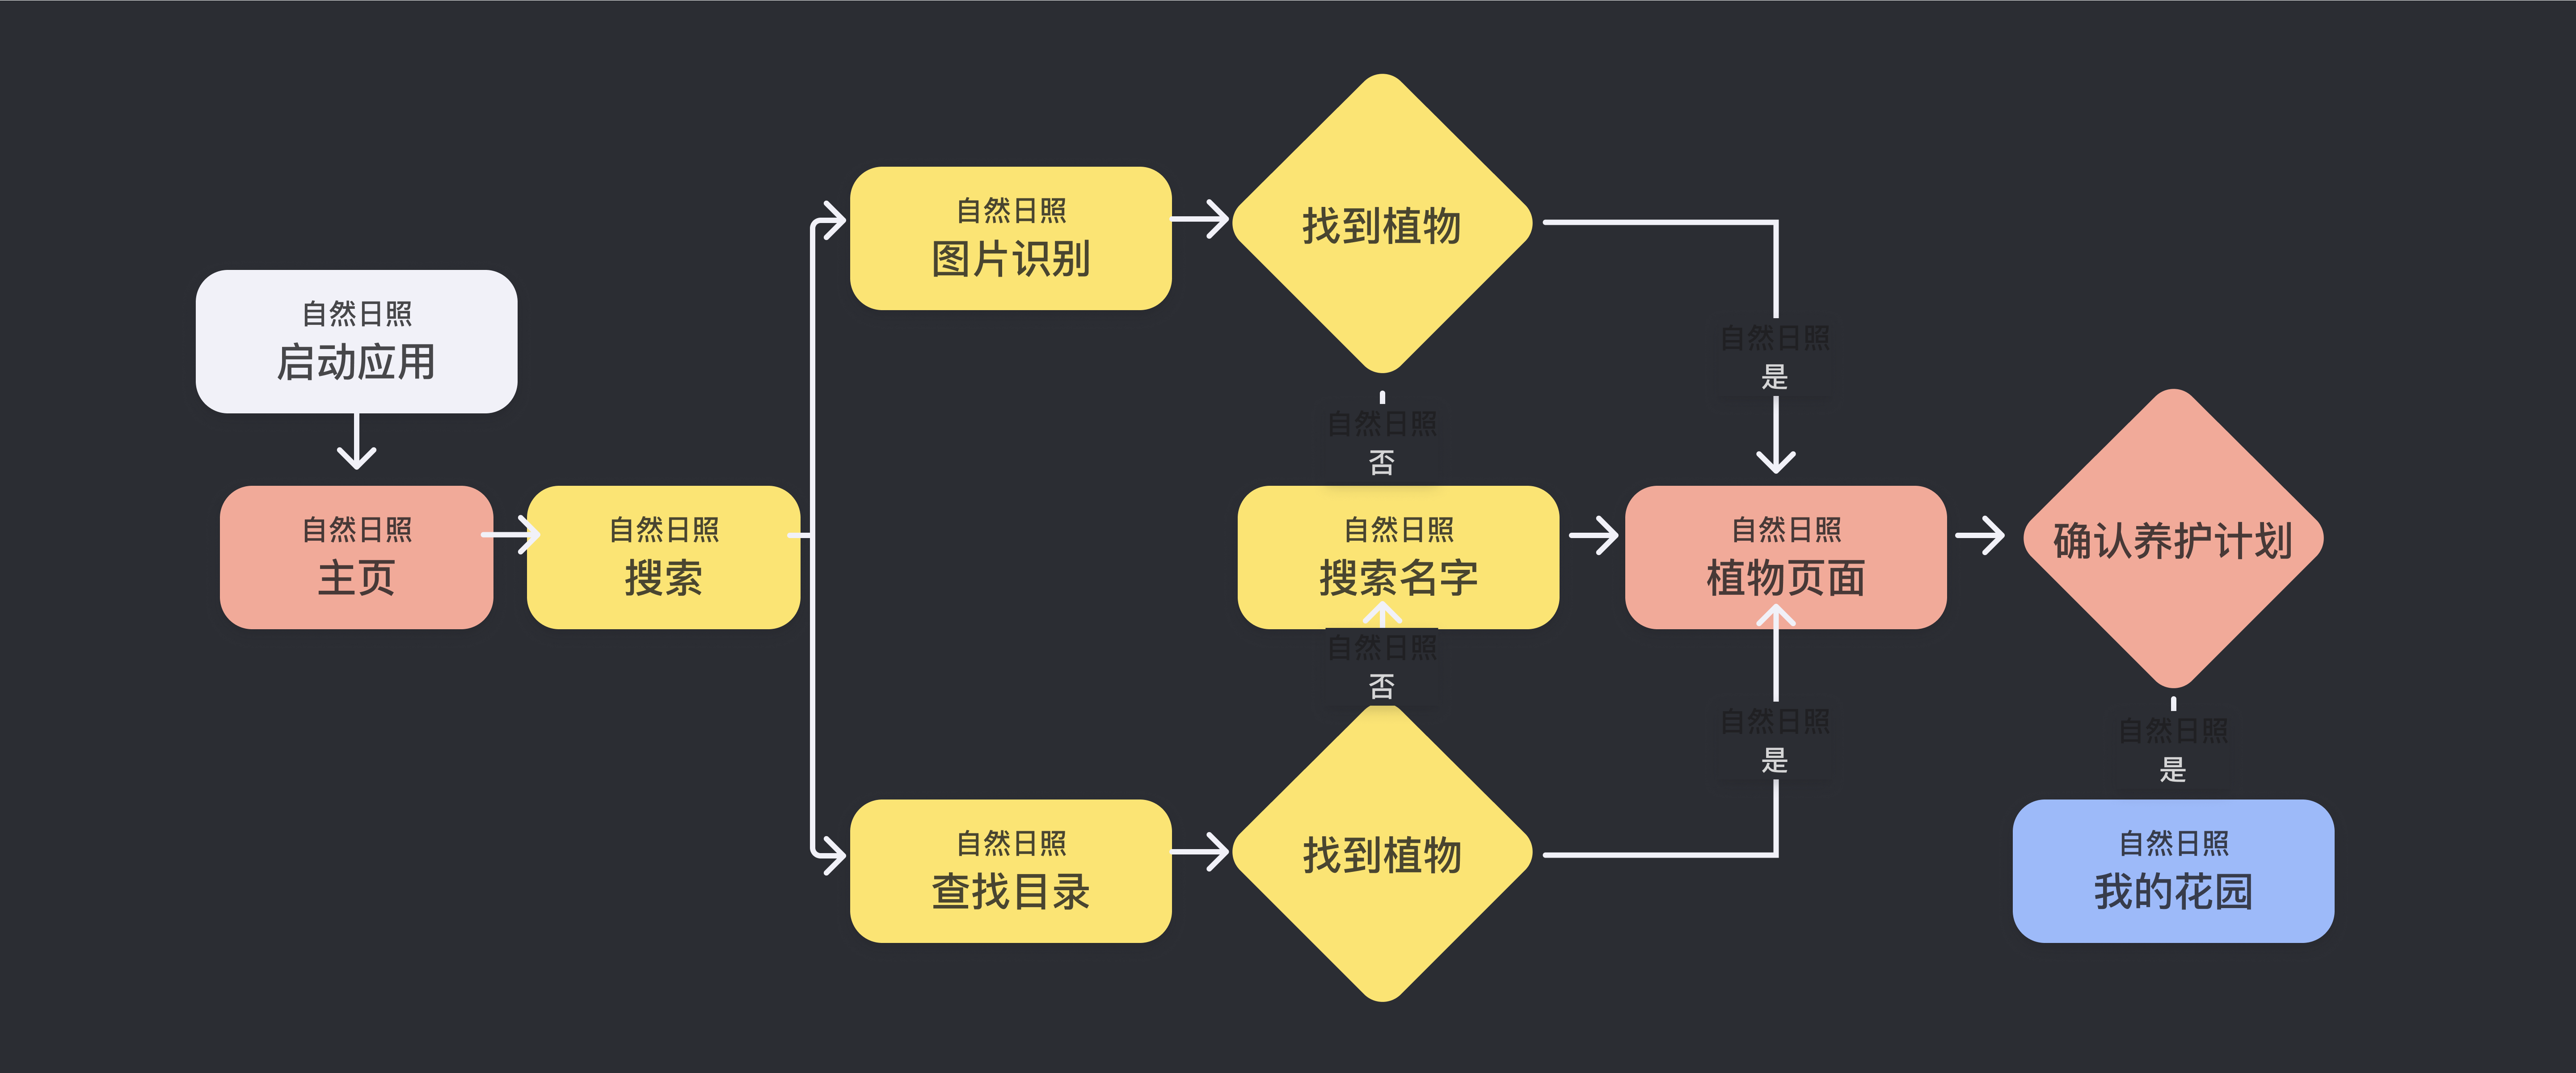 自然日照
启动应用
自然日照
主页
自然日照
搜索
自然日照
图片识别
找到植物
自然日照
否
自然日照
是
自然日照
搜索名字
自然日照
植物页面
确认养护计划
自然日照
否
自然日照
是
自然日照
查找目录
找到植物
自然日照
是
自然日照
我的花园